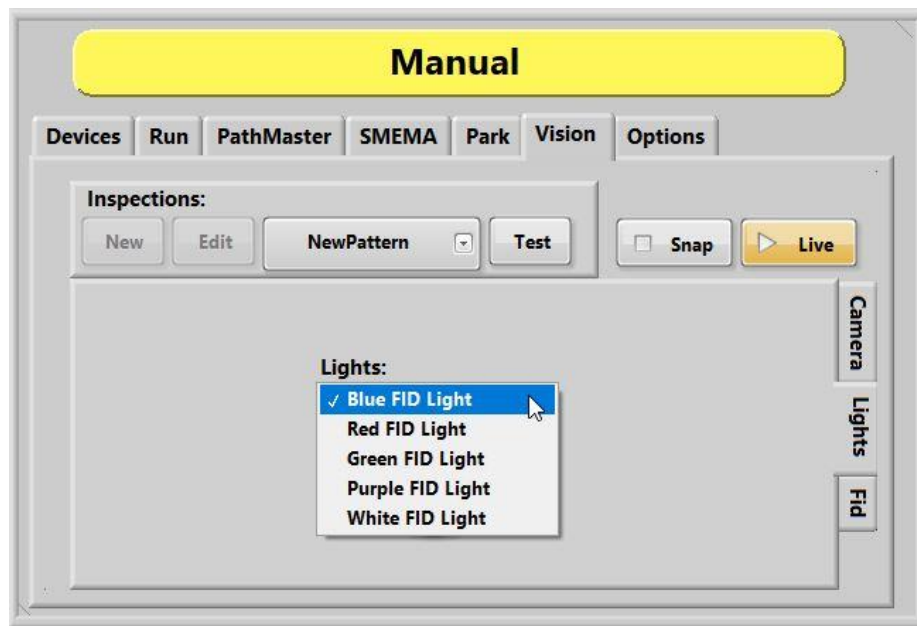 Manual
Devices Run PathMaster SMEMA Park Vision Options
Inspections:
New Edit NewPattern Test Snap Live
Camera
Lights:
✓ Blue FID Light
Red FID Light
Green FID Light
Purple FID Light
White FID Light
Lights
Fid